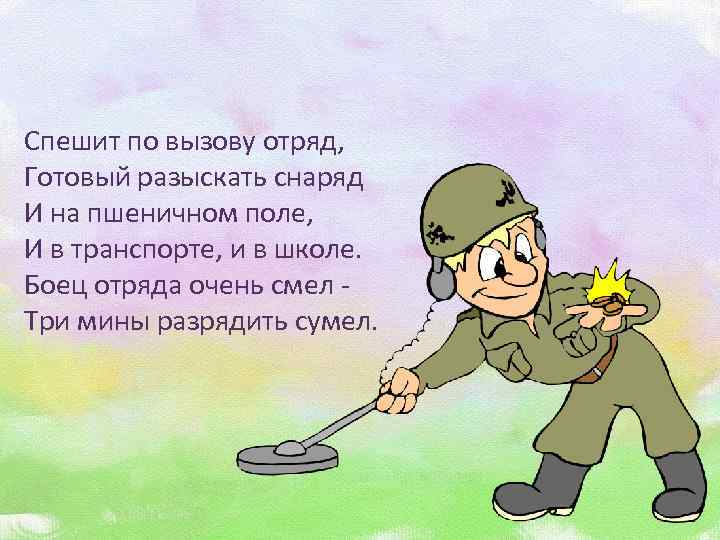 Спешит по вызову отряд,
Готовый разыскать снаряд
И на пшеничном поле,
И в транспорте, и в школе.
Боец отряда очень смел -
Три мины разрядить сумел.